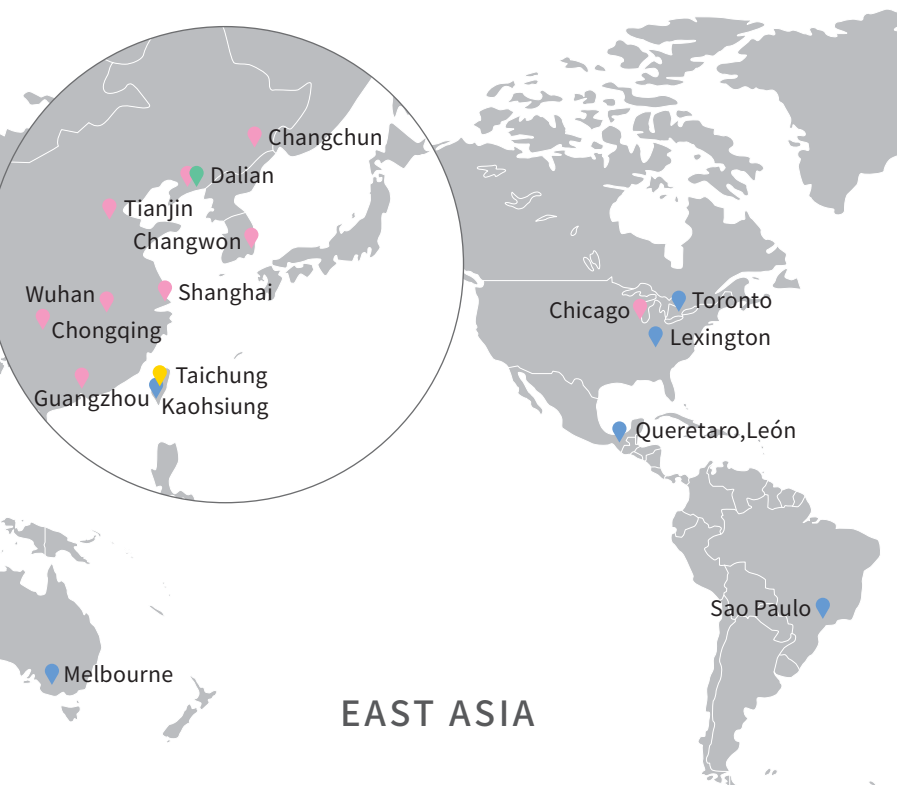 Changchun
Dalian
Tianjin
Changwon
Shanghai
Wuhan
Chongqing
Taichung
Guangzhou
Kaohsiung
Chicago
Toronto
Lexington
Queretaro,León
Sao Paulo
Melbourne
EAST ASIA